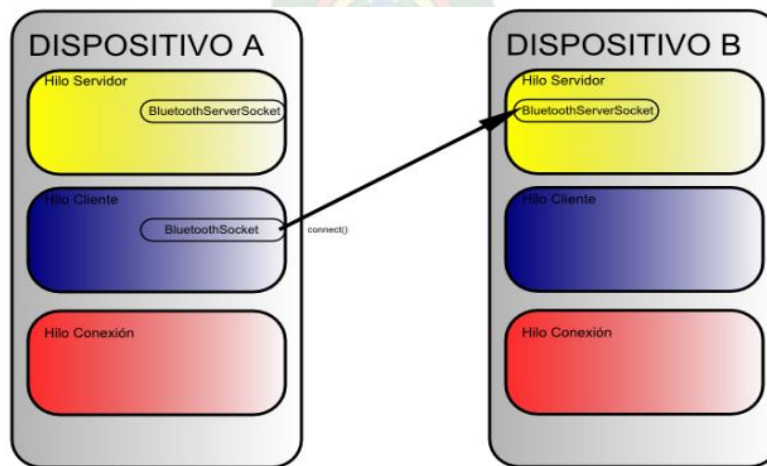 DISPOSITIVO A
Hilo Servidor
BluetoothServerSocket
Hilo Cliente
BluetoothSocket
connect()
Hilo Conexión
DISPOSITIVO B
Hilo Servidor
BluetoothServerSocket
Hilo Cliente
Hilo Conexión